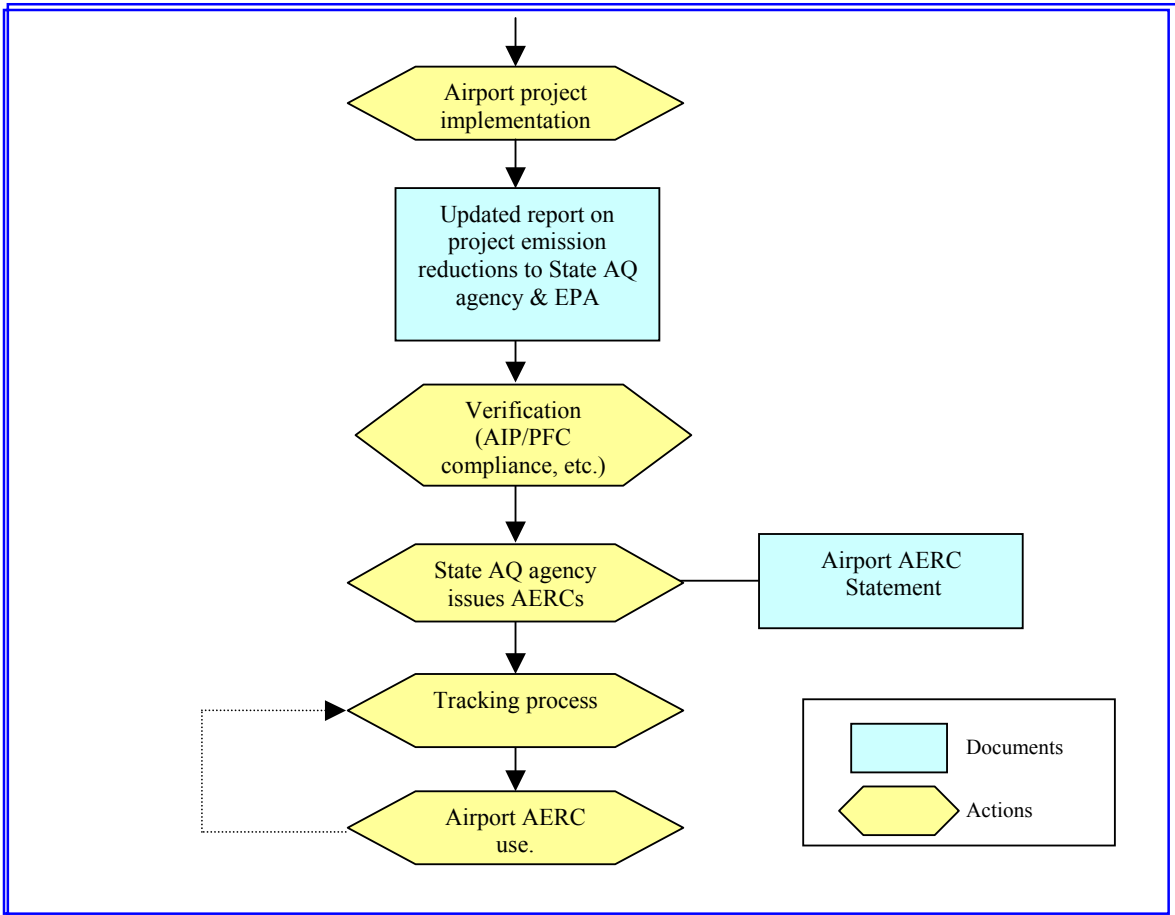 Airport project
implementation
Updated report on
project emission
reductions to State AQ
agency & EPA
Verification
(AIP/PFC
compliance, etc.)
State AQ agency
issues AERCs
Airport AERC
Statement
Tracking process
Airport AERC
use.
Documents
Actions